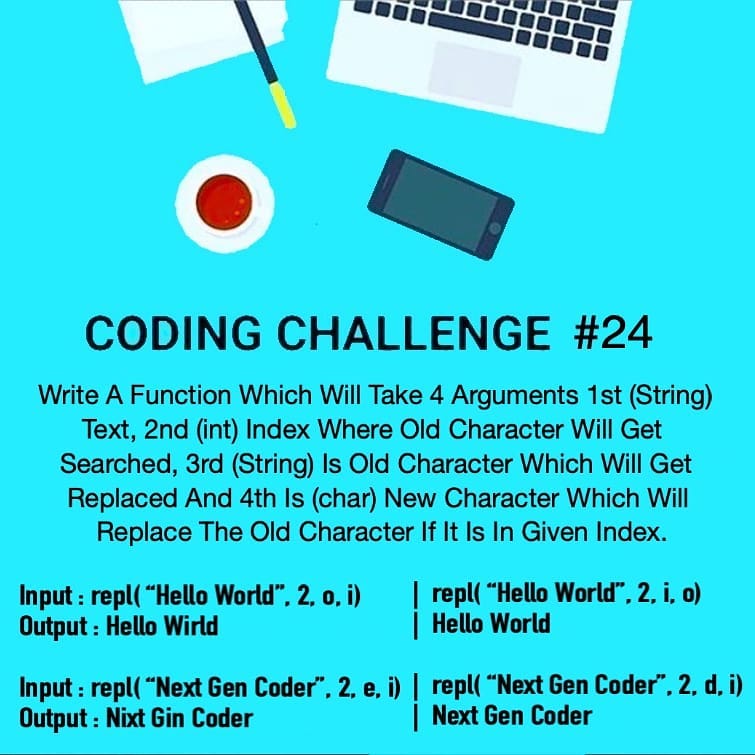 CODING CHALLENGE #24
Write A Function Which Will Take 4 Arguments 1st (String)
Text, 2nd (int) Index Where Old Character Will Get
Searched, 3rd (String) Is Old Character Which Will Get
Replaced And 4th Is (char) New Character Which Will
Replace The Old Character If It Is In Given Index.
Input : repl( “Hello World”, 2, o, i) | repl( “Hello World”, 2, i, o)
Output : Hello Wirld | Hello World
Input : repl( “Next Gen Coder”, 2, e, i) | repl( “Next Gen Coder”, 2, d, i)
Output : Nixt Gin Coder | Next Gen Coder